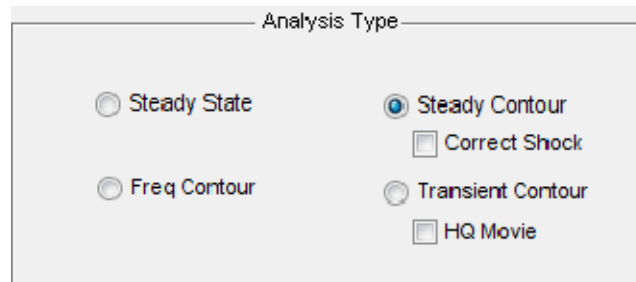 Analysis Type
Steady State
Steady Contour
Correct Shock
Freq Contour
Transient Contour
HQ Movie